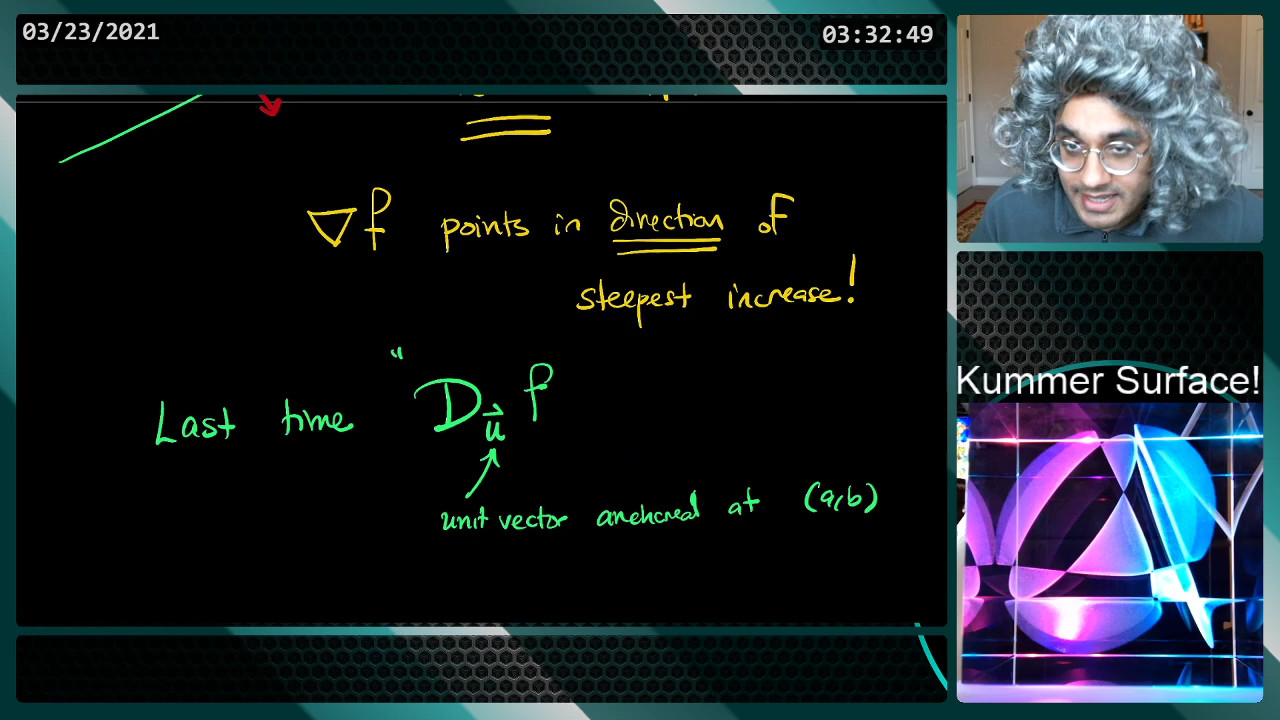 03/23/2021
03:32:49
∇f points in direction of
steepest increase!
Last time "D_u⃗ f
unit vector anchored at (a,b)
Kummer Surface!